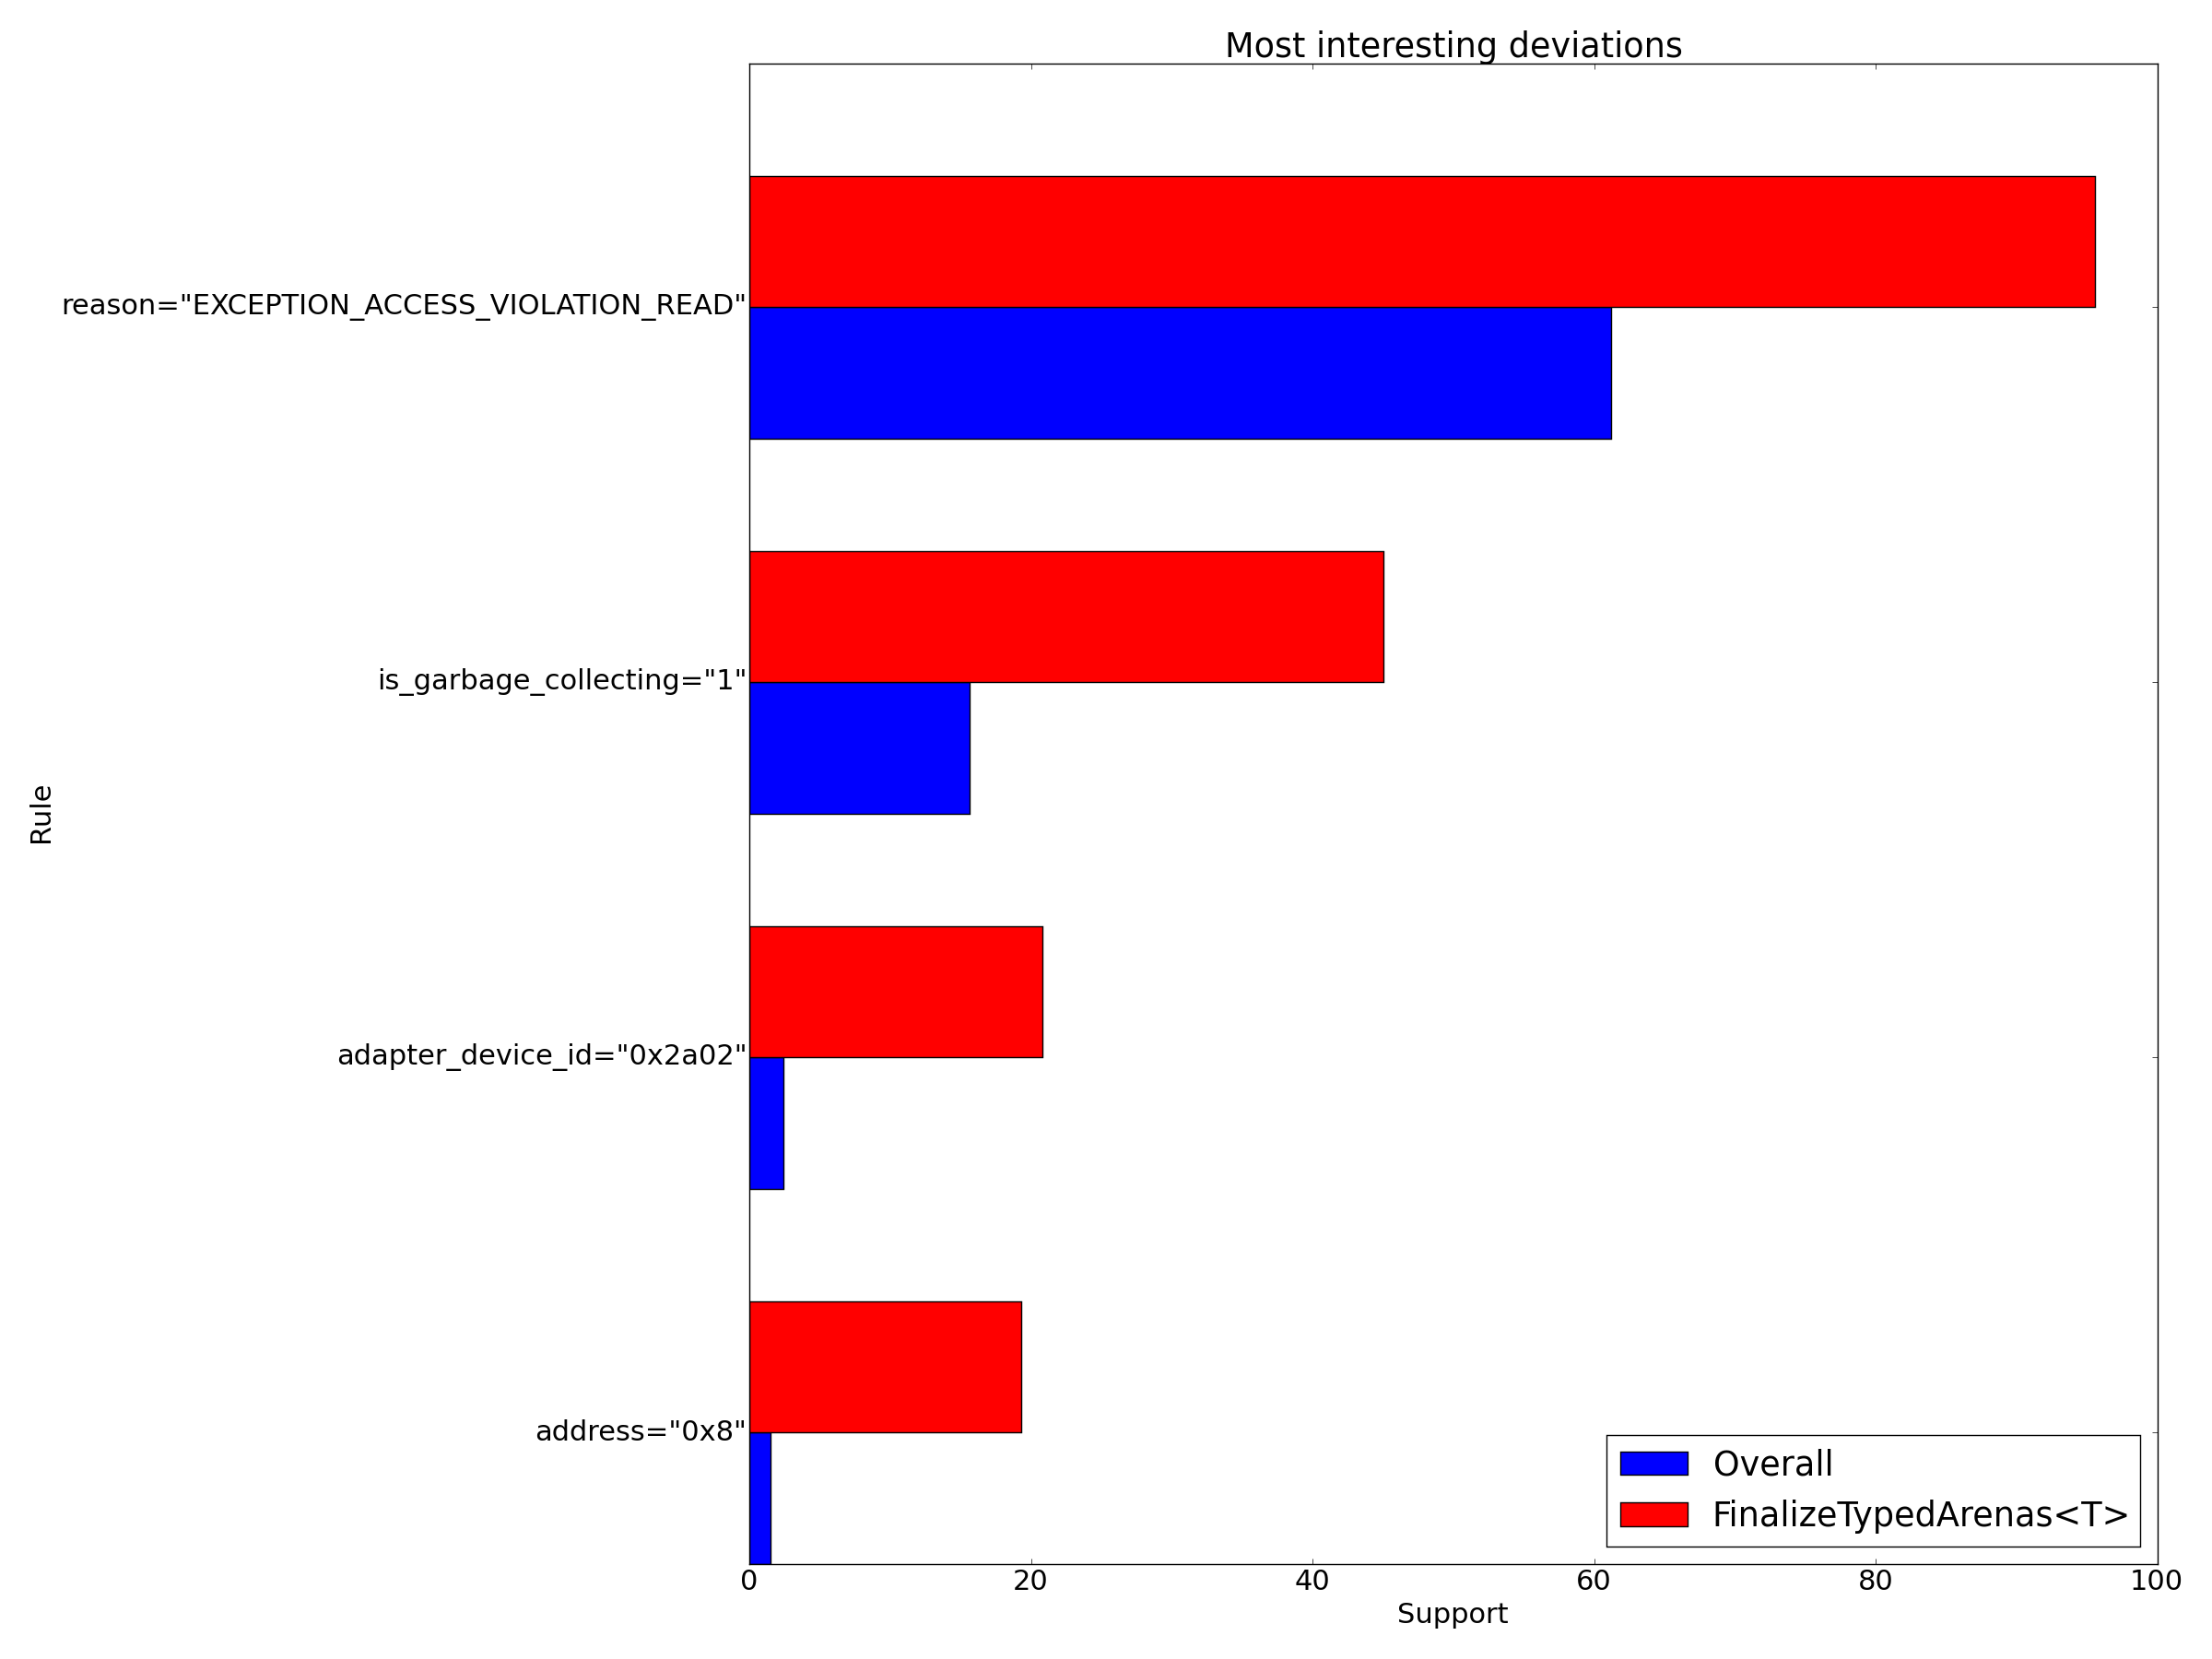 Most interesting deviations
reason="EXCEPTION_ACCESS_VIOLATION_READ"
is_garbage_collecting="1"
Rule
adapter_device_id="0x2a02"
address="0x8"
Overall
FinalizeTypedArenas<T>
0 20 40 60 80 100
Support